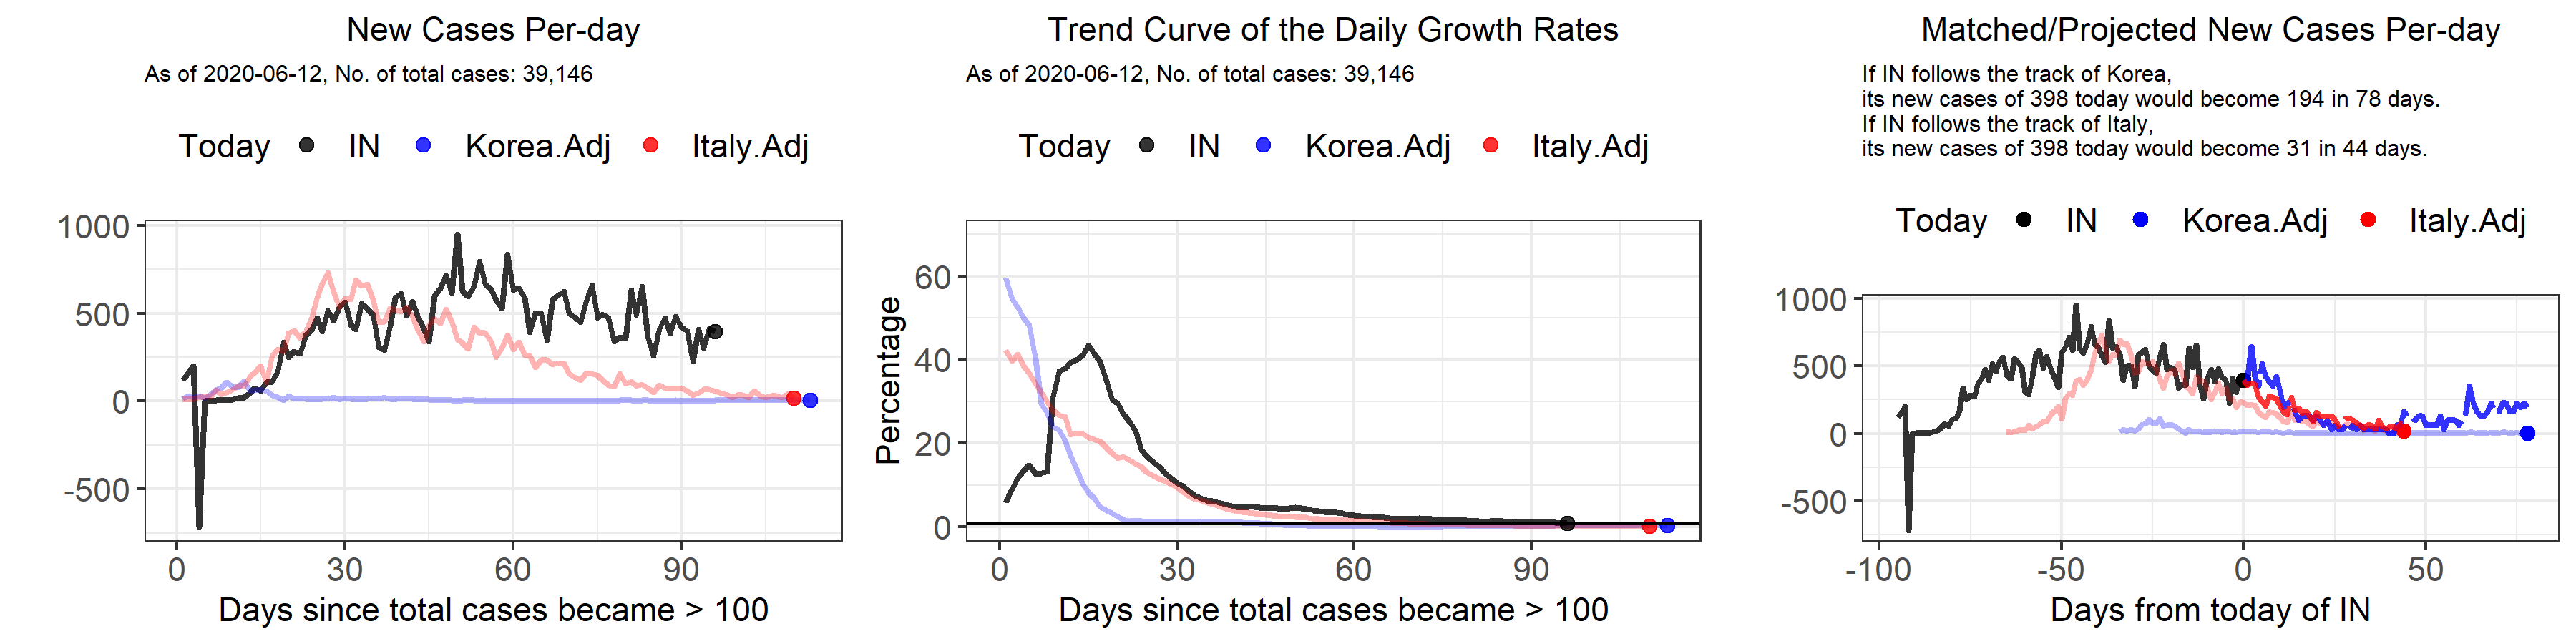 New Cases Per-day
As of 2020-06-12, No. of total cases: 39,146
Today IN Korea.Adj Italy.Adj
1000
500
0
-500
0 30 60 90
Days since total cases became > 100
Trend Curve of the Daily Growth Rates
As of 2020-06-12, No. of total cases: 39,146
Today IN Korea.Adj Italy.Adj
Percentage
60
40
20
0
0 30 60 90
Days since total cases became > 100
Matched/Projected New Cases Per-day
If IN follows the track of Korea,
its new cases of 398 today would become 194 in 78 days.
If IN follows the track of Italy,
its new cases of 398 today would become 31 in 44 days.
Today IN Korea.Adj Italy.Adj
1000
500
0
-500
-100 -50 0 50
Days from today of IN